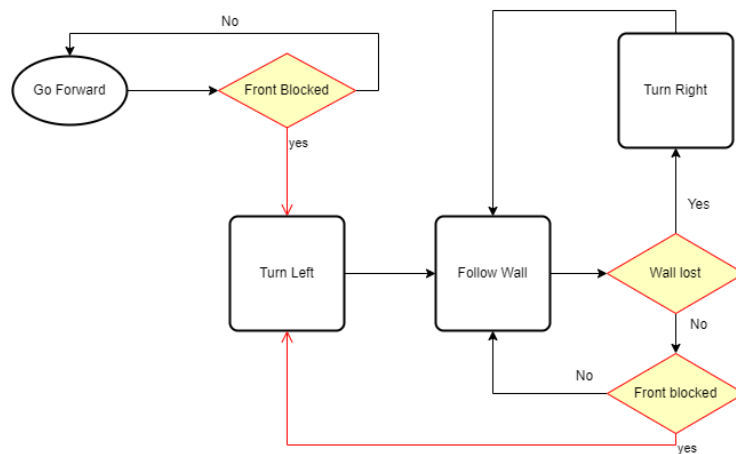 No
Go Forward
Front Blocked
Turn Right
yes
Yes
Turn Left
Follow Wall
Wall lost
No
No
Front blocked
yes